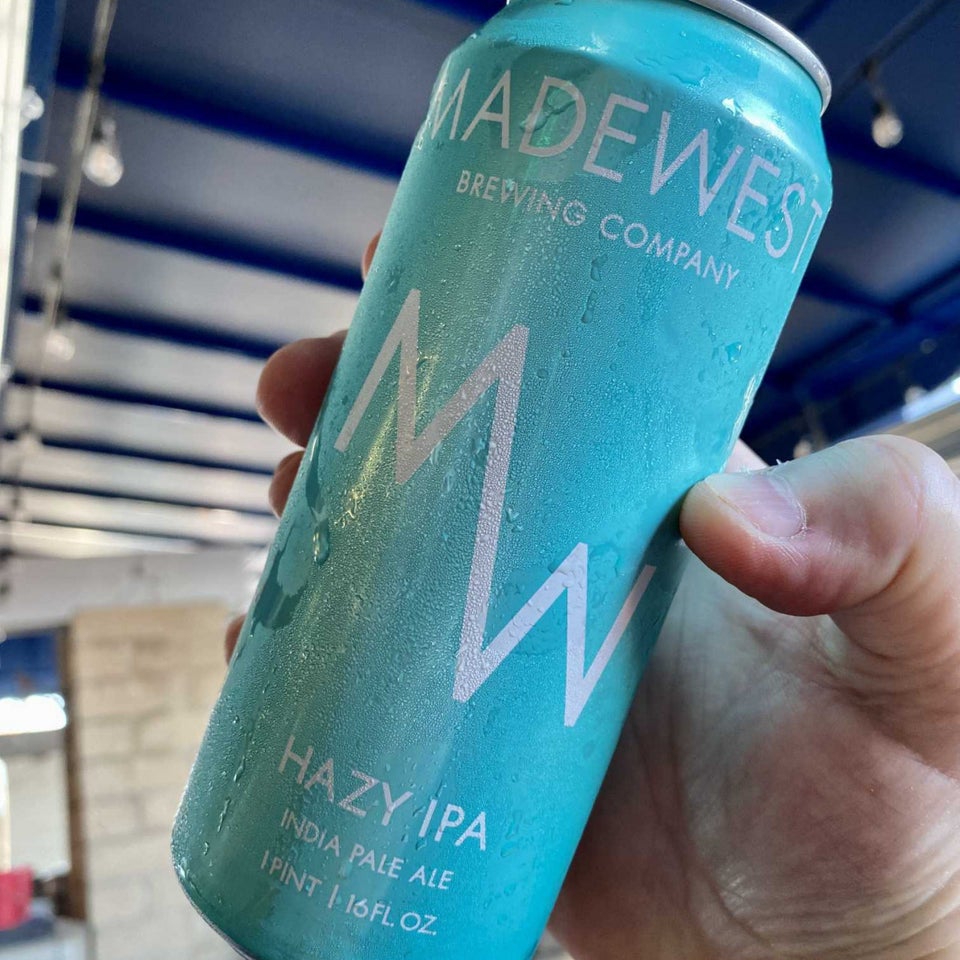 MADEWEST
BREWING COMPANY
MW
HAZY IPA
INDIA PALE ALE
1 PINT | 16 FL. OZ.